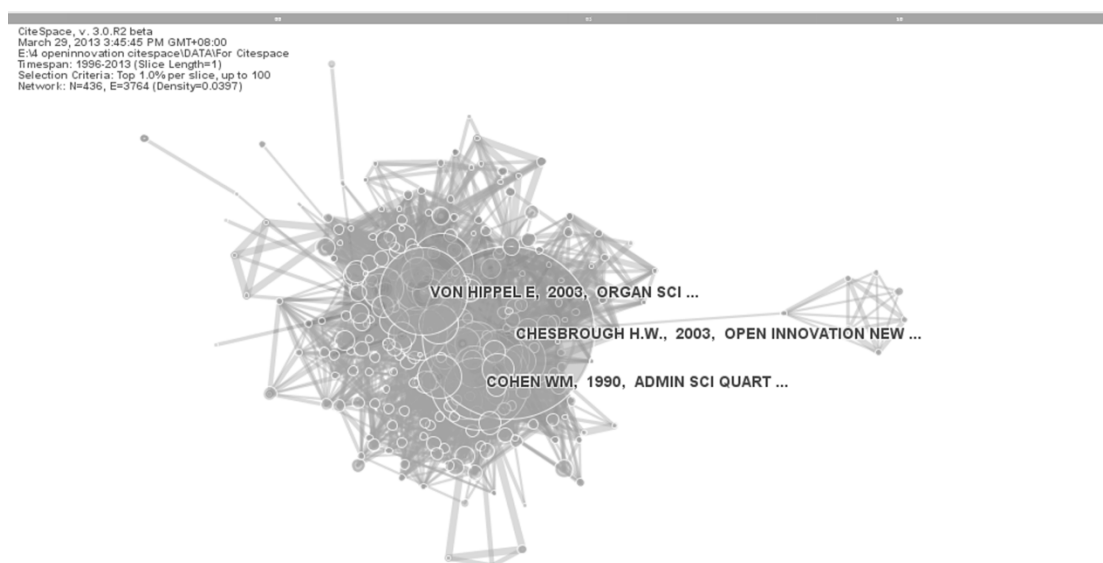 CiteSpace, v. 3.0.R2 beta
March 29, 2013 3:45:45 PM GMT+08:00
E:\4 openinnovation citespace\DATA\For Citespace
Timespan: 1996-2013 (Slice Length=1)
Selection Criteria: Top 1.0% per slice, up to 100
Network: N=436, E=3764 (Density=0.0397)
VON HIPPEL E, 2003, ORGAN SCI ...
CHESBROUGH H.W., 2003, OPEN INNOVATION NEW ...
COHEN WM, 1990, ADMIN SCI QUART ...